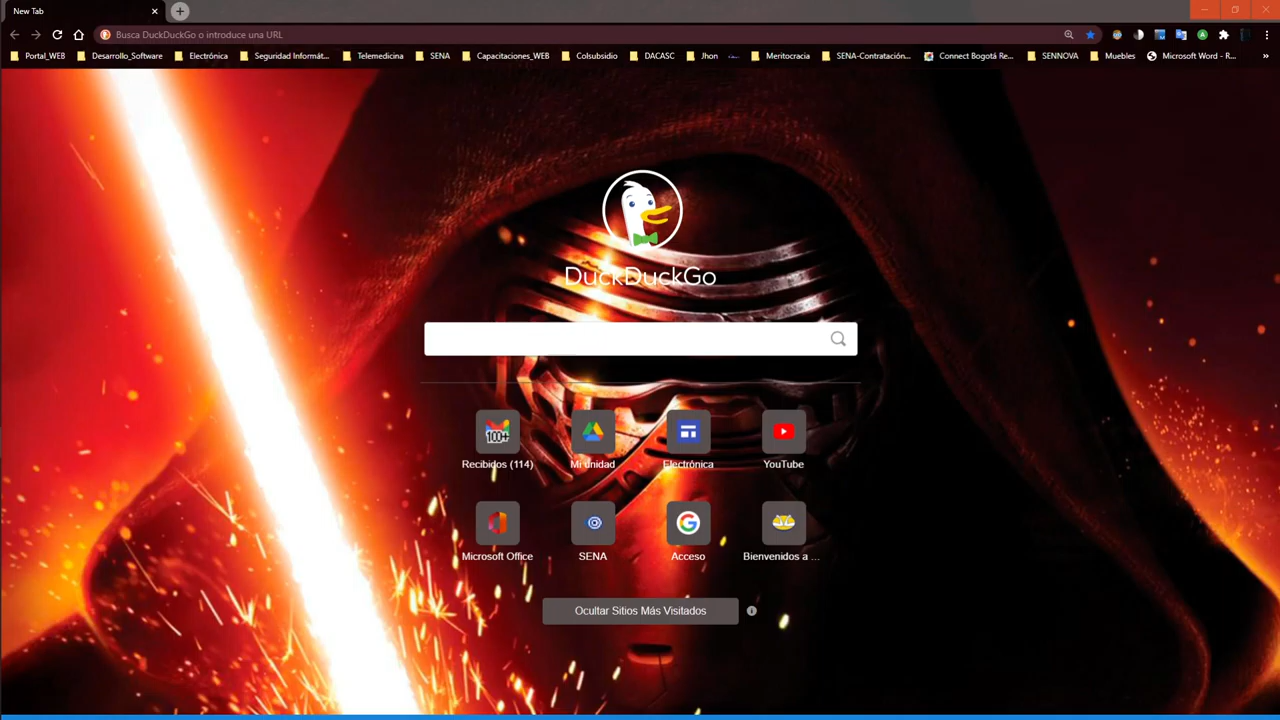 New Tab
Busca DuckDuckGo o introduce una URL
Portal_WEB Desarrollo_Software Electrónica Seguridad Informát... Telemedicina SENA Capacitaciones_WEB Colsubsidio DACASC Jhon Meritocracia SENA-Contratación... Connect Bogotá Re... SENNOVA Muebles Microsoft Word - R... »
DuckDuckGo
100+
Recibidos (114) Mi unidad Electrónica YouTube
Microsoft Office SENA Acceso Bienvenidos a ...
Ocultar Sitios Más Visitados